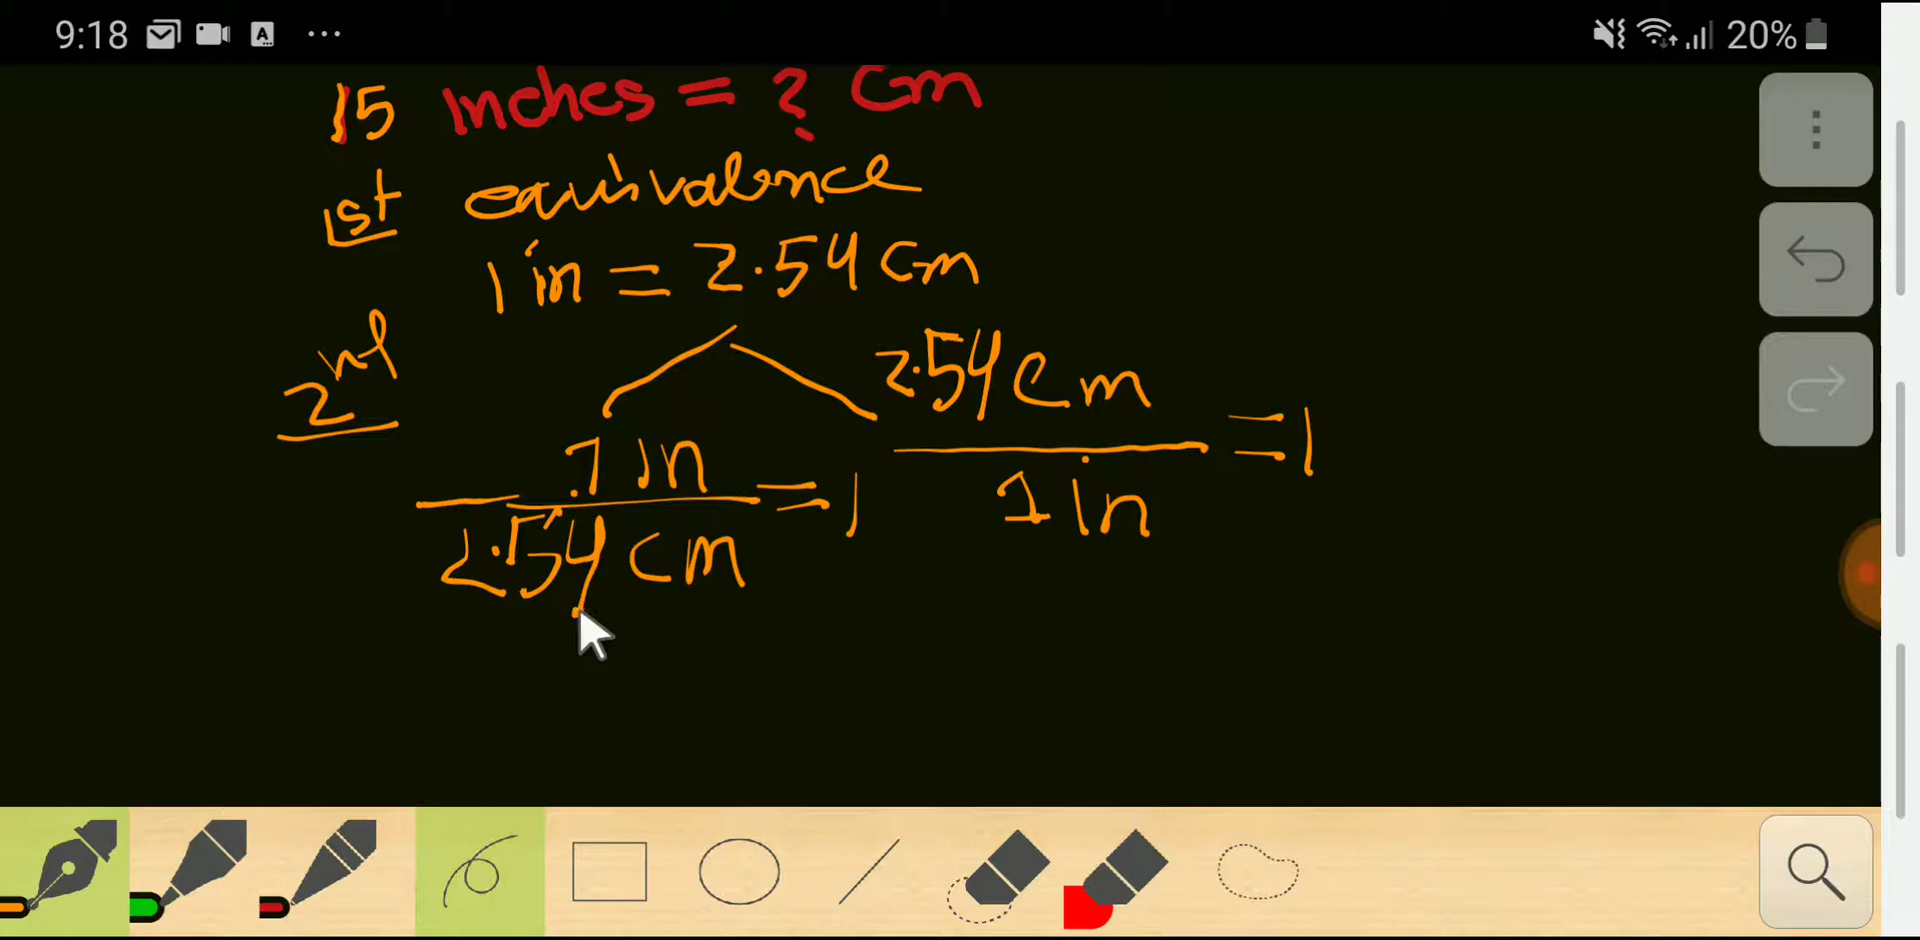 9:18 A ... 20%
15 Inches = ? Cm
1st equivalence
1 in = 2.54 cm
2nd
1 in / 2.54 cm = 1
2.54 cm / 1 in = 1